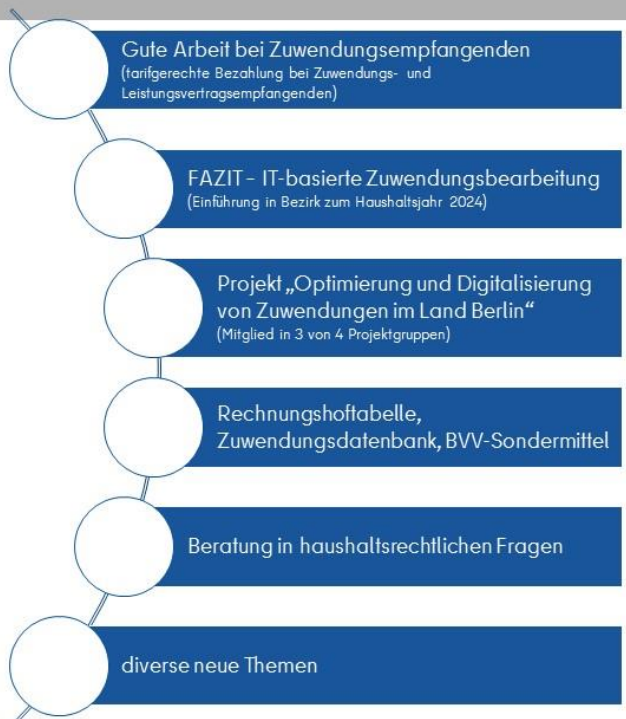 Gute Arbeit bei Zuwendungsempfangenden
(tarifgerechte Bezahlung bei Zuwendungs- und
Leistungsvertragsempfangenden)
FAZIT – IT-basierte Zuwendungsbearbeitung
(Einführung in Bezirk zum Haushaltsjahr 2024)
Projekt „Optimierung und Digitalisierung
von Zuwendungen im Land Berlin“
(Mitglied in 3 von 4 Projektgruppen)
Rechnungshoftabelle,
Zuwendungsdatenbank, BVV-Sondermittel
Beratung in haushaltsrechtlichen Fragen
diverse neue Themen